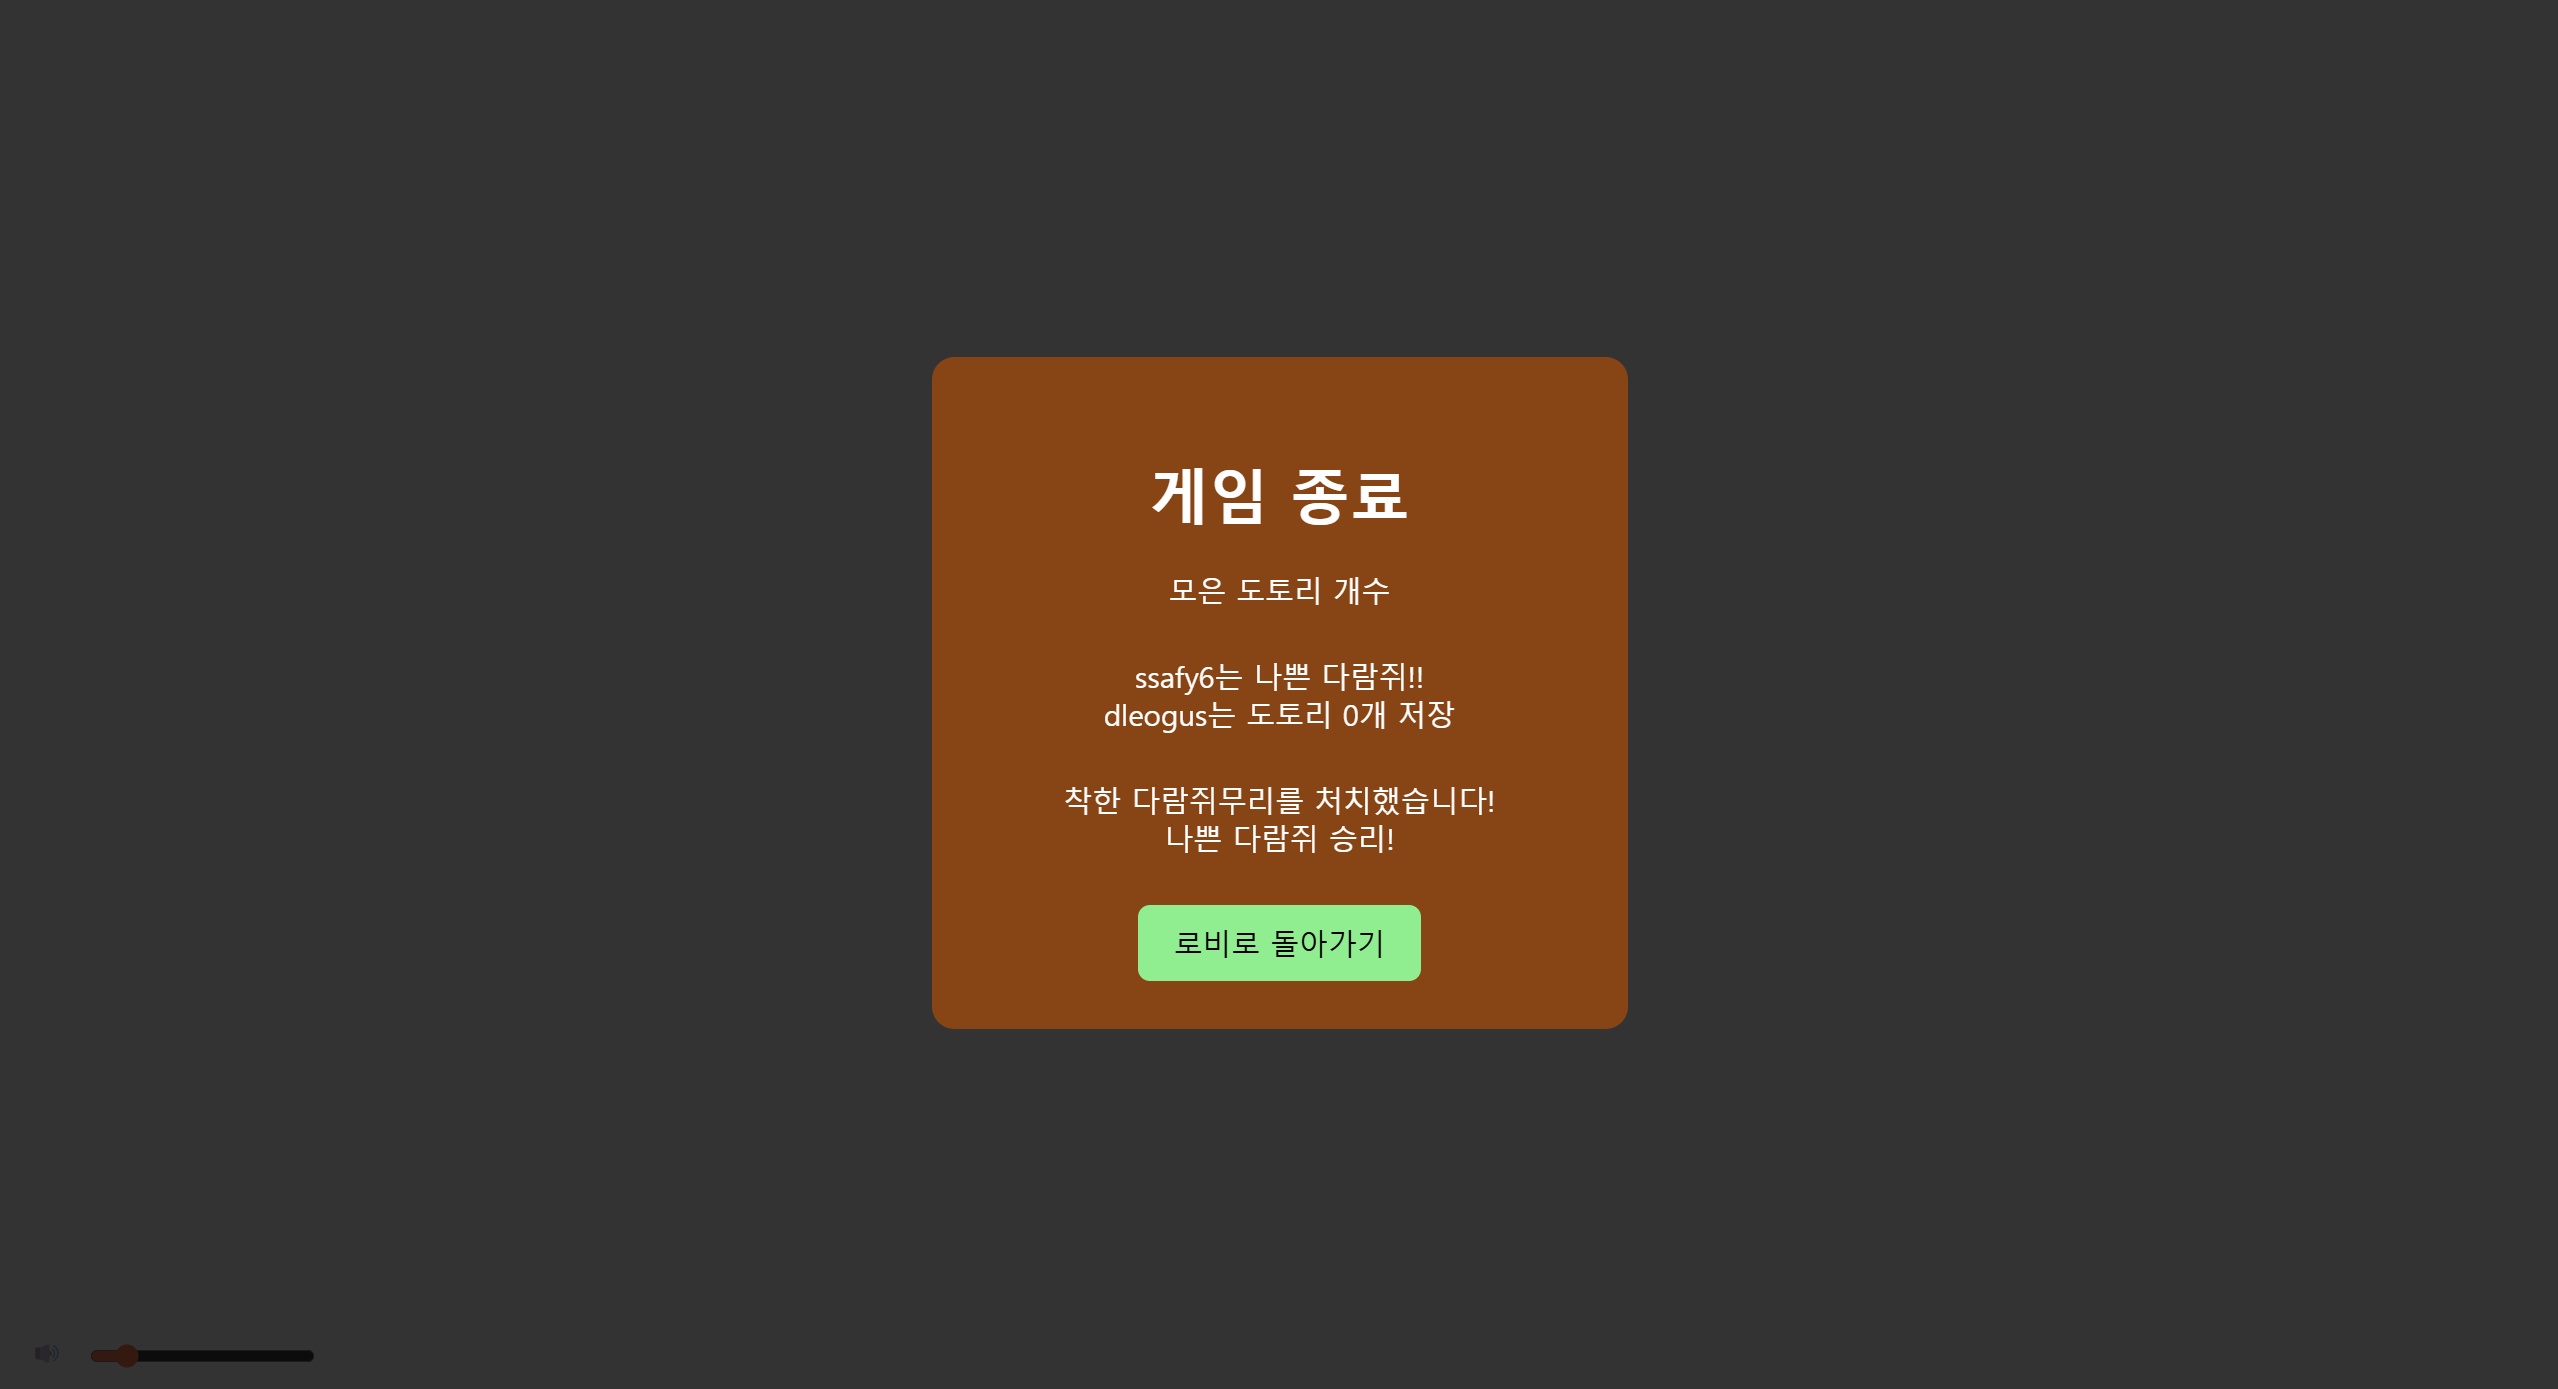 게임 종료
모은 도토리 개수
ssafy6는 나쁜 다람쥐!!
dleogus는 도토리 0개 저장
착한 다람쥐무리를 처치했습니다!
나쁜 다람쥐 승리!
로비로 돌아가기